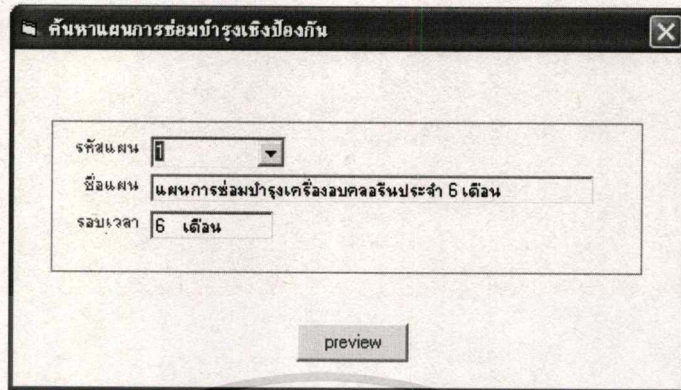 ค้นหาแผนการซ่อมบำรุงเชิงป้องกัน
รหัสแผน 1
ชื่อแผน แผนการซ่อมบำรุงเครื่องอบคลอรีนประจำ 6 เดือน
รอบเวลา 6 เดือน
preview